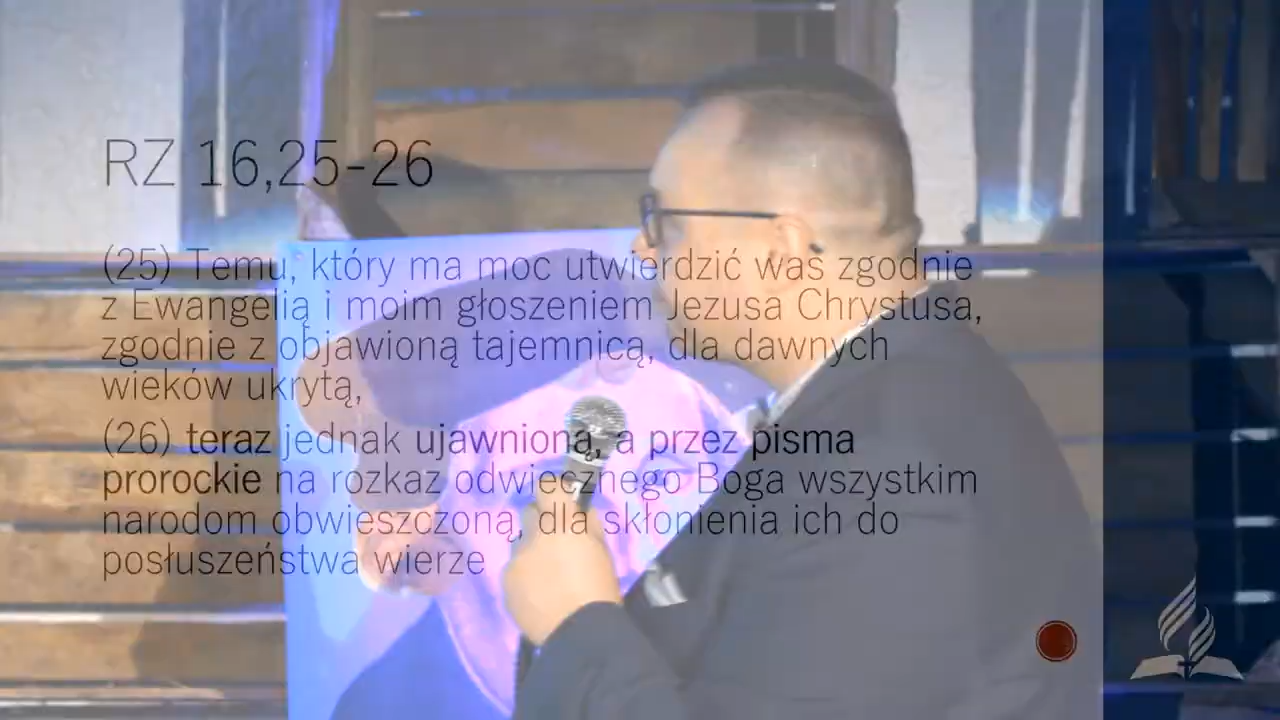 RZ 16,25-26
(25) Temu, który ma moc utwierdzić was zgodnie
z Ewangelią i moim głoszeniem Jezusa Chrystusa,
zgodnie z objawioną tajemnicą, dla dawnych
wieków ukrytą,
(26) teraz jednak ujawnioną, a przez pisma
prorockie na rozkaz odwiecznego Boga wszystkim
narodom obwieszczoną, dla skłonienia ich do
posłuszeństwa wierze